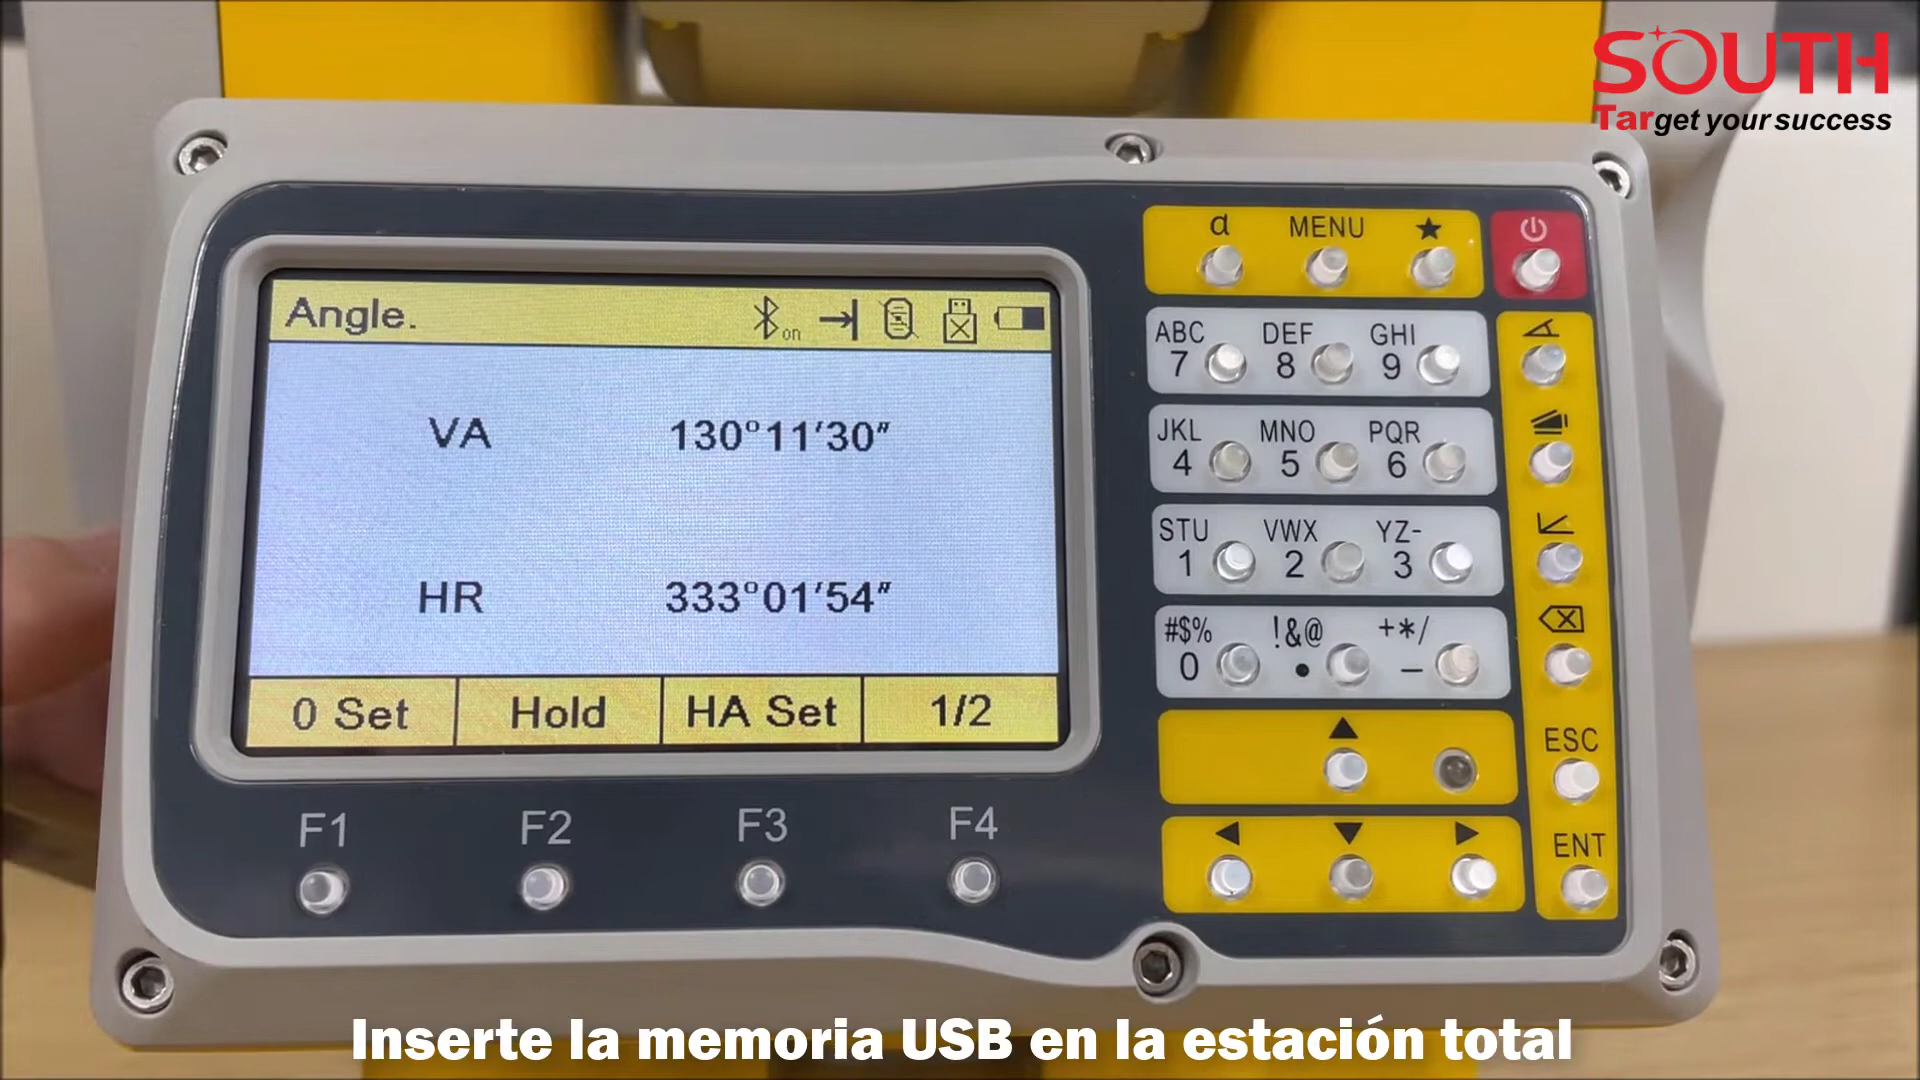 SOUTH
Target your success
α MENU ★
Angle.
on
ABC DEF GHI
7 8 9
VA 130°11'30"
JKL MNO PQR
4 5 6
STU VWX YZ-
1 2 3
HR 333°01'54"
#$% !&@ +*/
0 • –
0 Set Hold HA Set 1/2
ESC
F1 F2 F3 F4
ENT
Inserte la memoria USB en la estación total